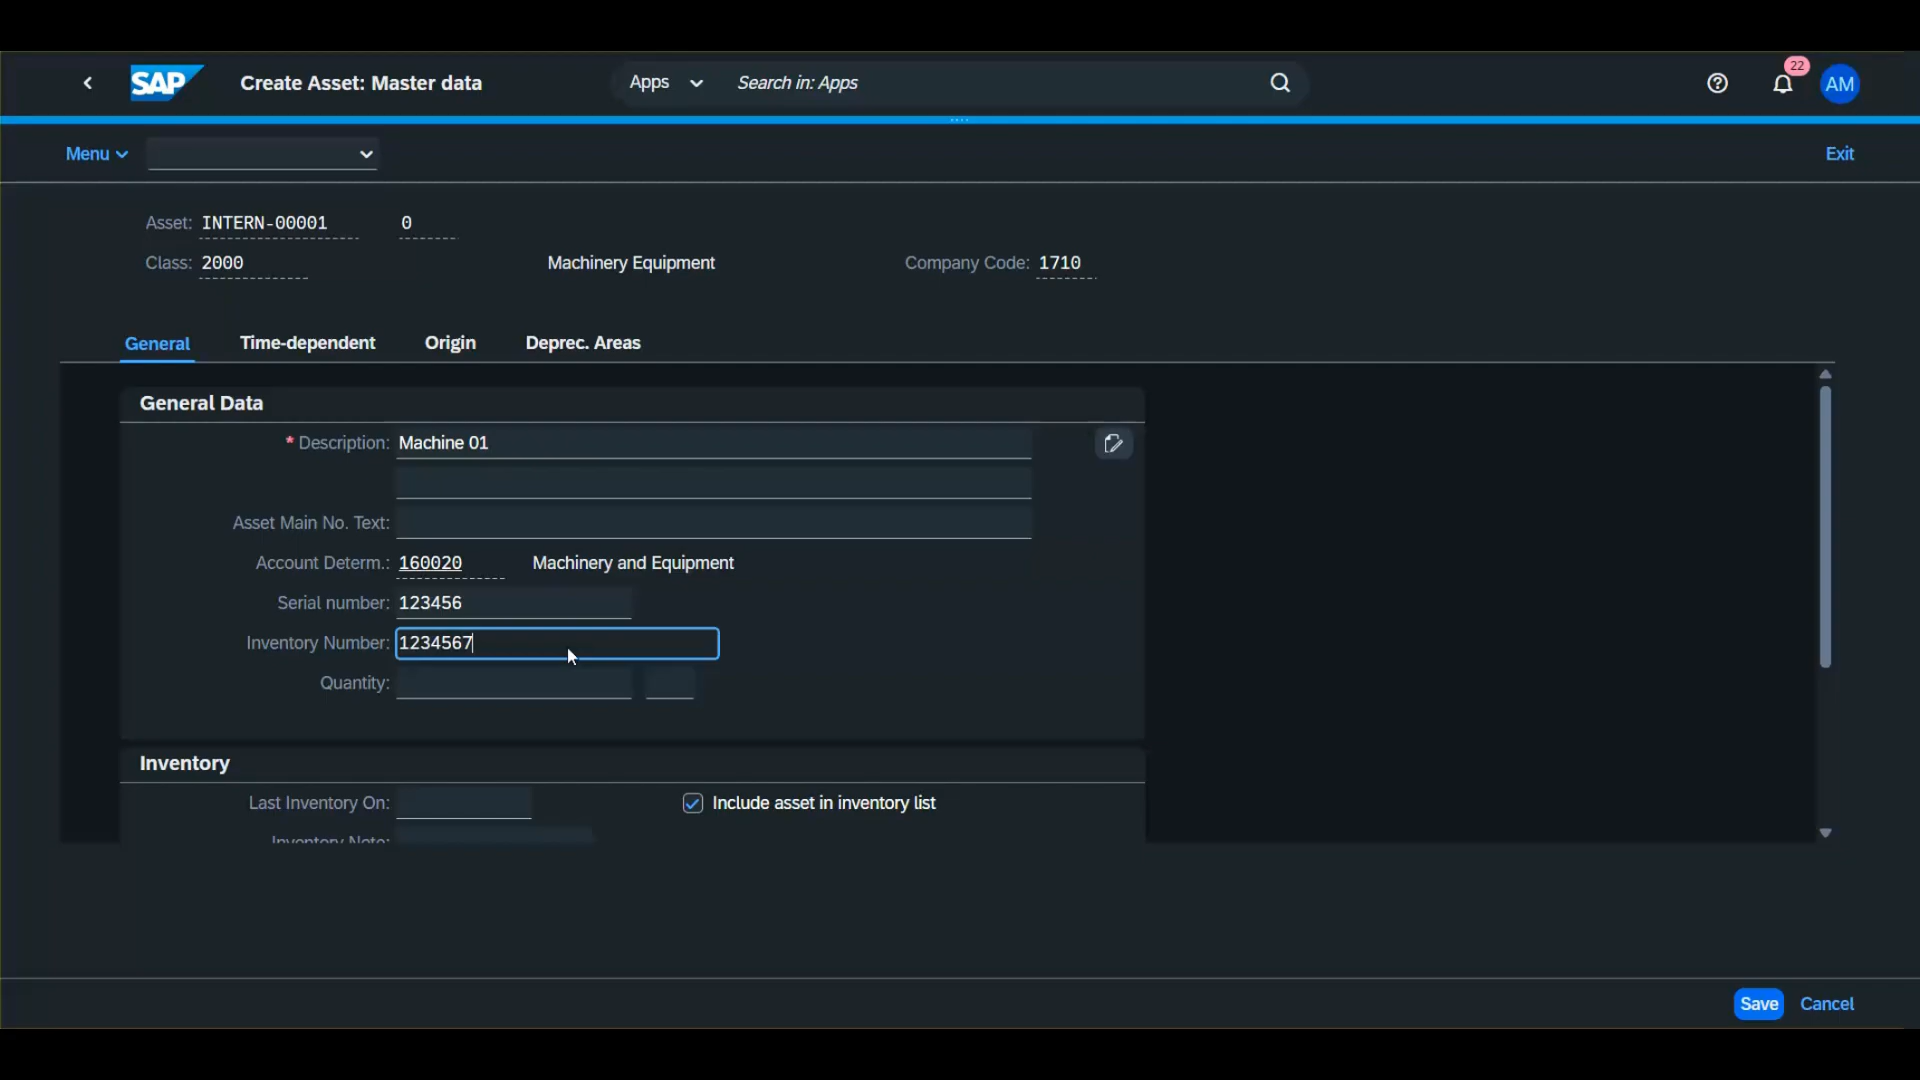 SAP Create Asset: Master data Apps Search in: Apps 22 AM
Menu Exit
Asset: INTERN-00001 0
Class: 2000 Machinery Equipment Company Code: 1710
General Time-dependent Origin Deprec. Areas
General Data
* Description: Machine 01
Asset Main No. Text:
Account Determ.: 160020 Machinery and Equipment
Serial number: 123456
Inventory Number: 1234567
Quantity:
Inventory
Last Inventory On: Include asset in inventory list
Inventory Note:
Save Cancel